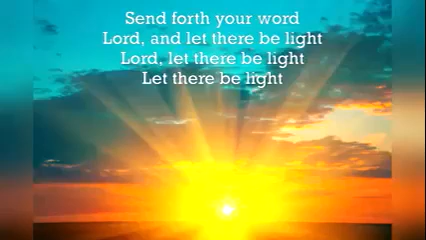 Send forth your word
Lord, and let there be light
Lord, let there be light
Let there be light